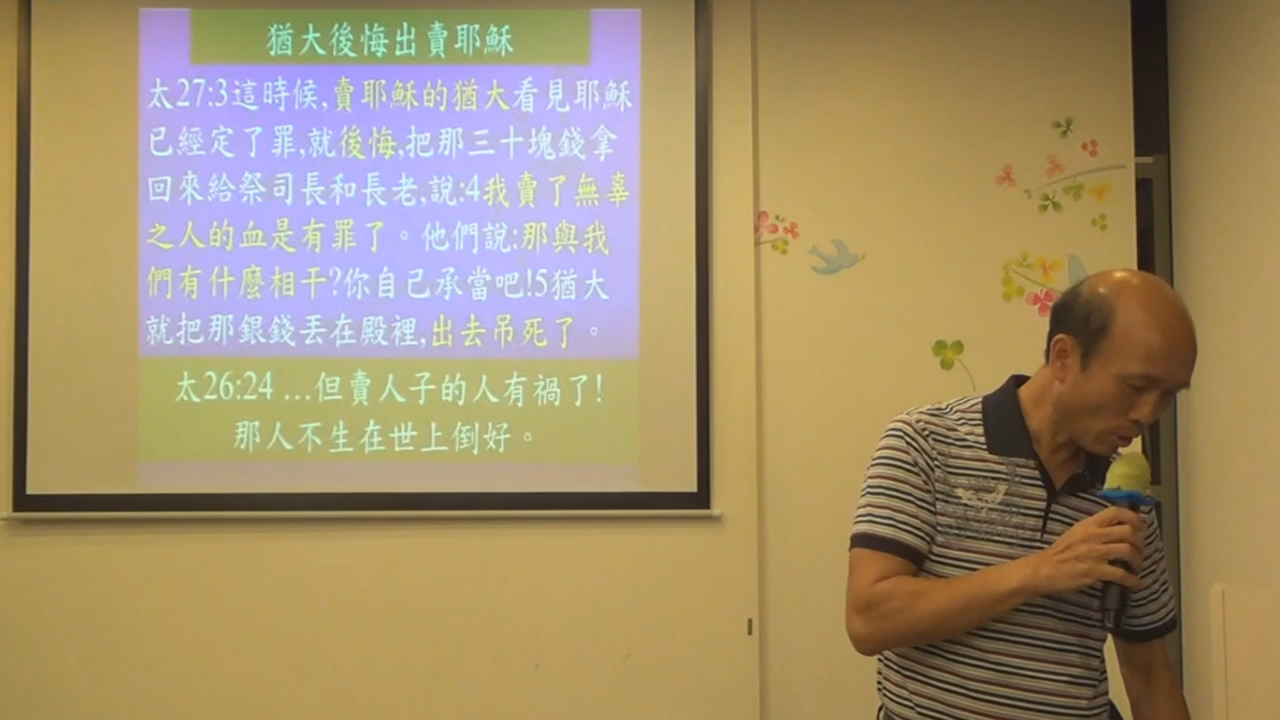 猶大後悔出賣耶穌
太27:3這時候,賣耶穌的猶大看見耶穌
已經定了罪,就後悔,把那三十塊錢拿
回來給祭司長和長老,說:4我賣了無辜
之人的血是有罪了。他們說:那與我
們有什麼相干?你自己承當吧!5猶大
就把那銀錢丟在殿裡,出去吊死了。
太26:24 …但賣人子的人有禍了!
那人不生在世上倒好。